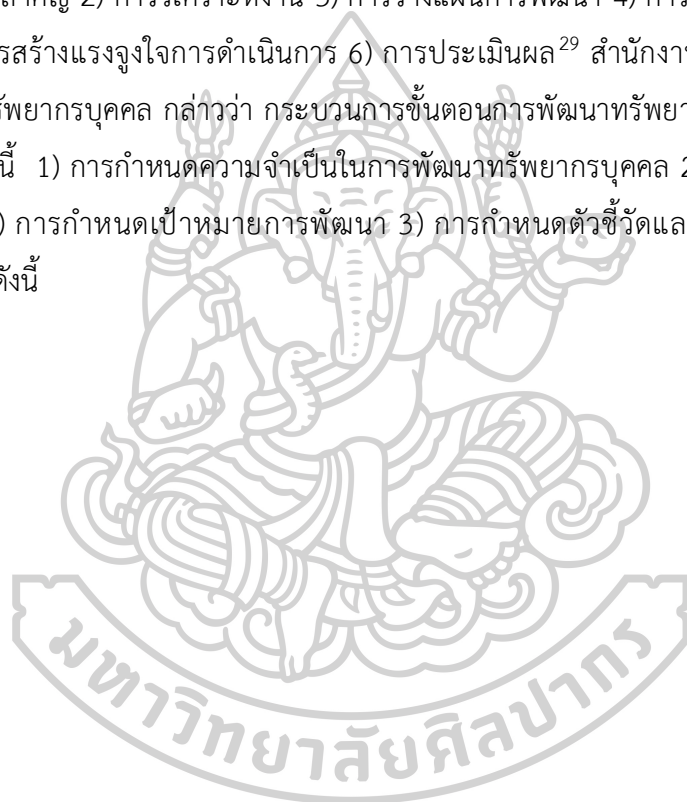 2) การวิเคราะห์งาน 3) การวางแผนการพัฒนา 4)
รสร้างแรงจูงใจการดำเนินการ 6) การประเมินผล29 สำนักงาน
รัพยากรบุคคล กล่าวว่า กระบวนการขั้นตอนการพัฒนาทรัพยา
นี้ 1) การกำหนดความจำเป็นในการพัฒนาทรัพยากรบุคคล 2
) การกำหนดเป้าหมายการพัฒนา 3) การกำหนดตัวชี้วัดและ
ดังนี้
มหาวิทยาลัยศิลปากร